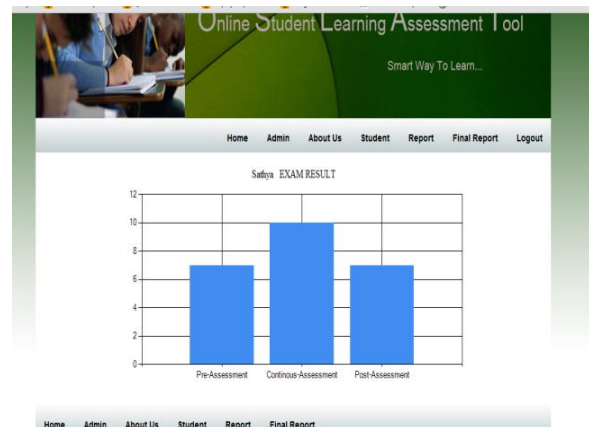 Online Student Learning Assessment Tool
Smart Way To Learn...
Home Admin About Us Student Report Final Report Logout
Sathya EXAM RESULT
12
10
8
6
4
2
0
Pre-Assessment Continous-Assessment Post-Assessment
Home Admin About Us Student Report Final Report